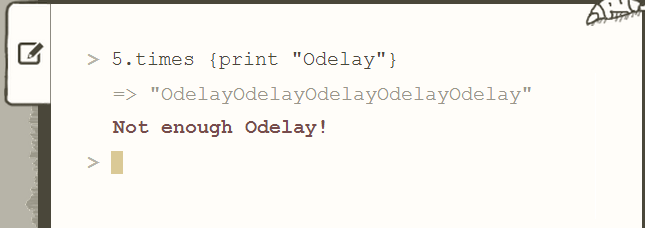 > 5.times {print "Odelay"}
=> "OdelayOdelayOdelayOdelayOdelay"
Not enough Odelay!
>